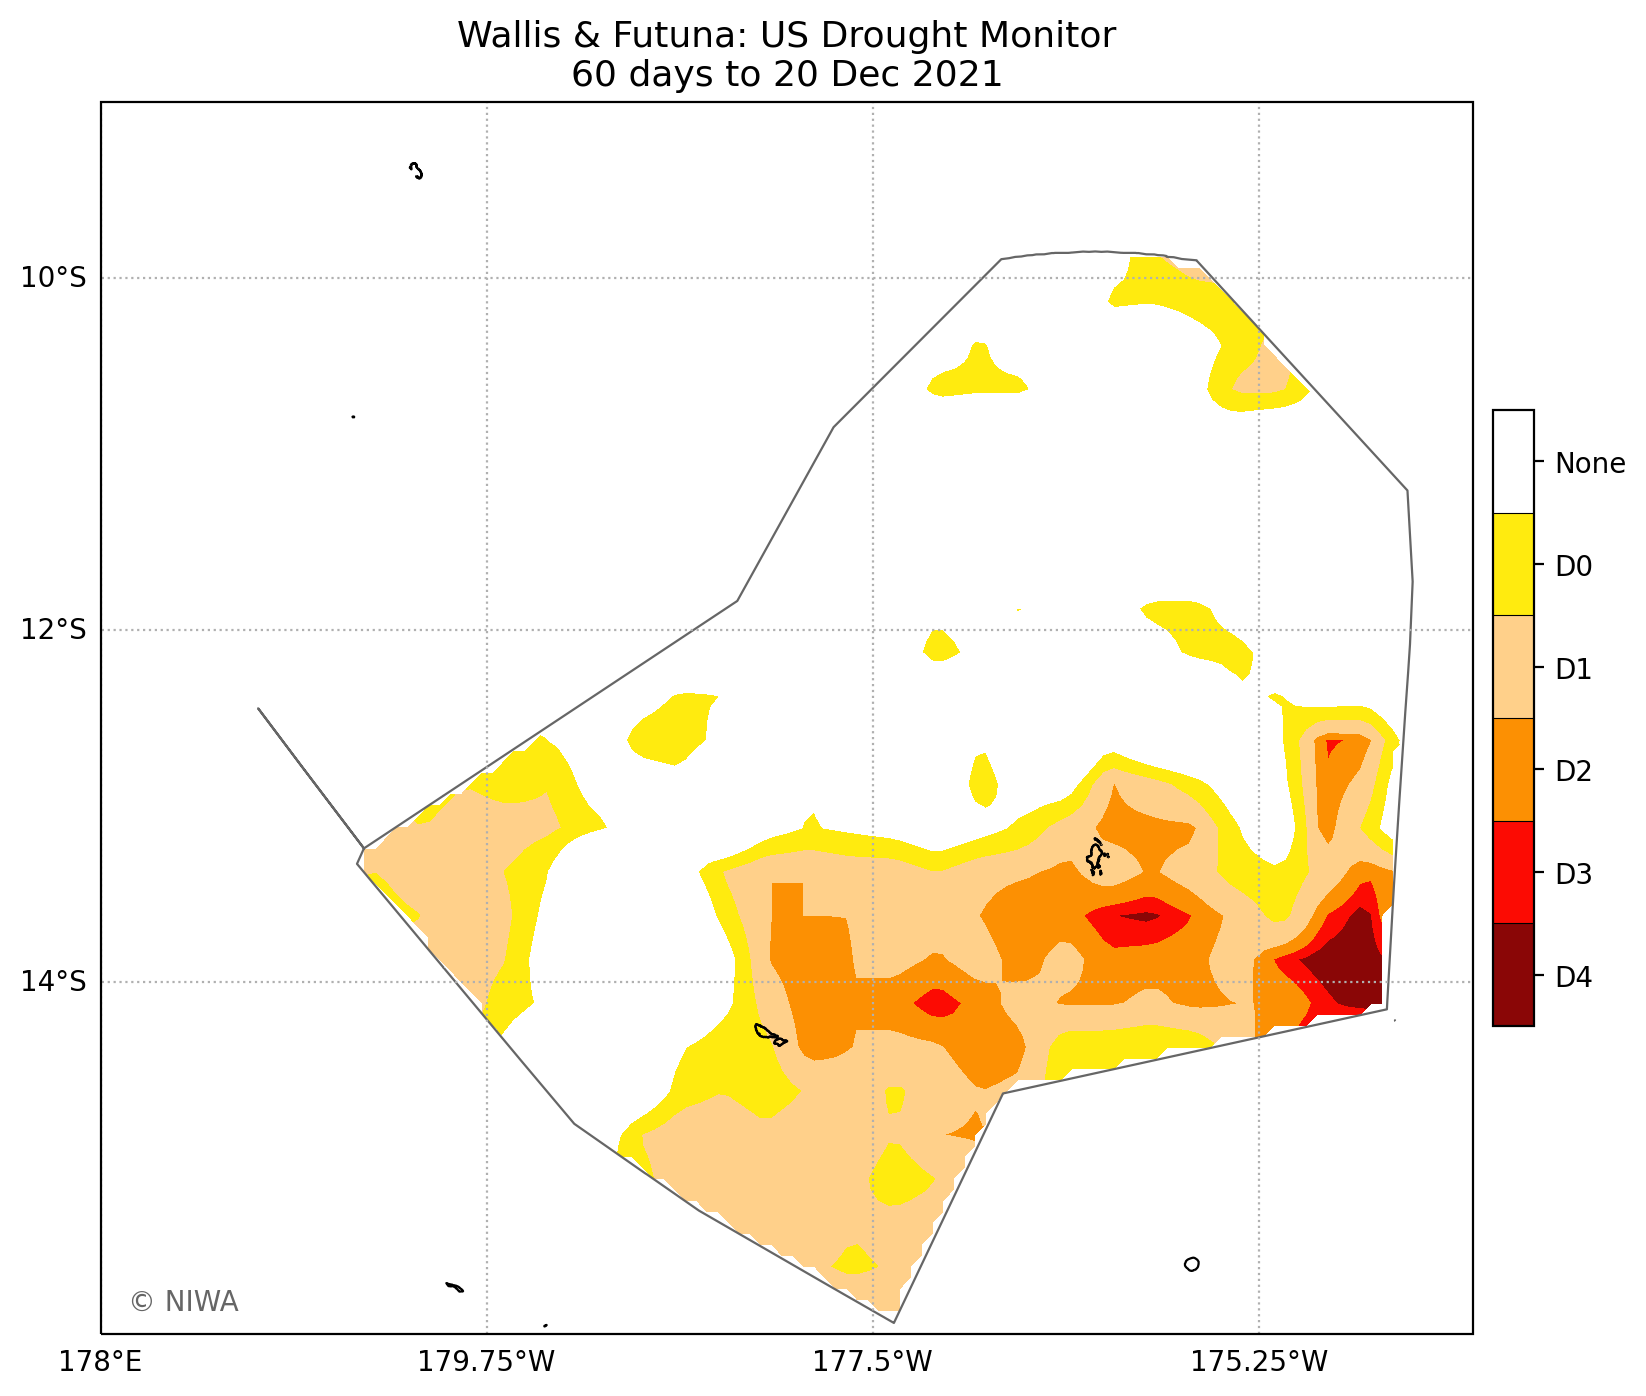 Wallis & Futuna: US Drought Monitor
60 days to 20 Dec 2021
10°S
12°S
14°S
178°E
179.75°W
177.5°W
175.25°W
None
D0
D1
D2
D3
D4
© NIWA